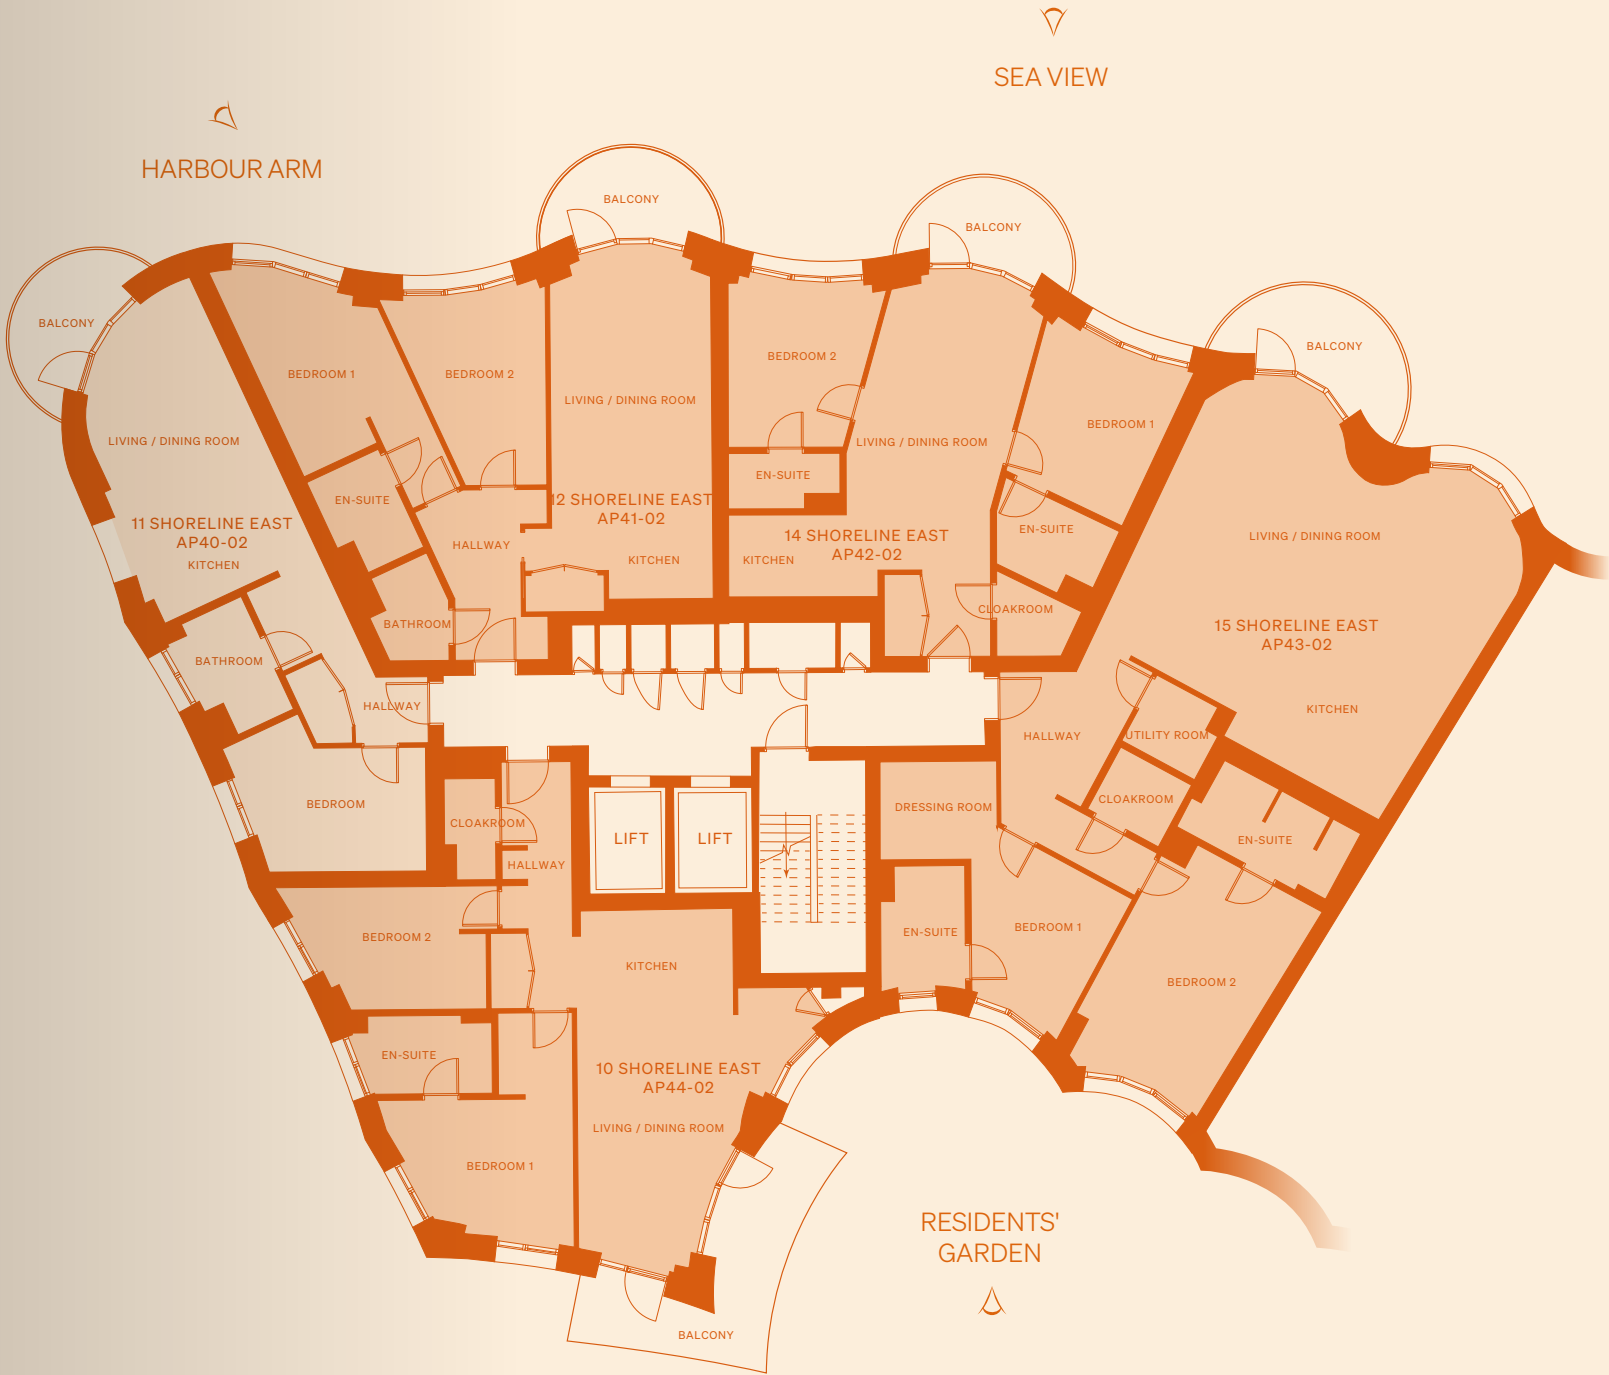 SEA VIEW
HARBOUR ARM
BALCONY
BALCONY
BALCONY
BALCONY
BEDROOM 1
BEDROOM 2
LIVING / DINING ROOM
BEDROOM 2
LIVING / DINING ROOM
BEDROOM 1
LIVING / DINING ROOM
EN-SUITE
12 SHORELINE EAST
AP41-02
EN-SUITE
EN-SUITE
11 SHORELINE EAST
AP40-02
KITCHEN
HALLWAY
KITCHEN
KITCHEN
14 SHORELINE EAST
AP42-02
LIVING / DINING ROOM
BATHROOM
CLOAKROOM
15 SHORELINE EAST
AP43-02
BATHROOM
HALLWAY
HALLWAY
UTILITY ROOM
KITCHEN
BEDROOM
CLOAKROOM
HALLWAY
LIFT
LIFT
DRESSING ROOM
CLOAKROOM
EN-SUITE
BEDROOM 2
KITCHEN
EN-SUITE
BEDROOM 1
BEDROOM 2
EN-SUITE
10 SHORELINE EAST
AP44-02
LIVING / DINING ROOM
BEDROOM 1
RESIDENTS'
GARDEN
BALCONY